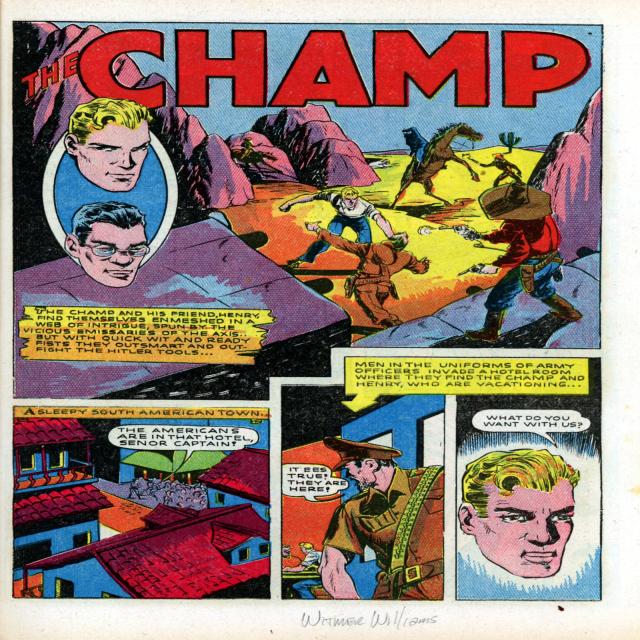 THE CHAMP
THE CHAMP AND HIS FRIEND, HENRY,
FIND THEMSELVES ENMESHED IN A
WEB OF INTRIGUE, SPUN BY THE
VICIOUS EMISSARIES OF THE AXIS..
BUT WITH QUICK WIT AND READY
FISTS THEY OUTSMART AND OUT-
FIGHT THE HITLER TOOLS...
MEN IN THE UNIFORMS OF ARMY
OFFICERS INVADE A HOTEL ROOM
WHERE THEY FIND THE CHAMP AND
HENRY, WHO ARE VACATIONING...
A SLEEPY SOUTH AMERICAN TOWN...
THE AMERICANS
ARE IN THAT HOTEL,
SENOR CAPTAIN!
IT EES
TRUE!
THEY ARE
HERE!
WHAT DO YOU
WANT WITH US?
WITMER Williams